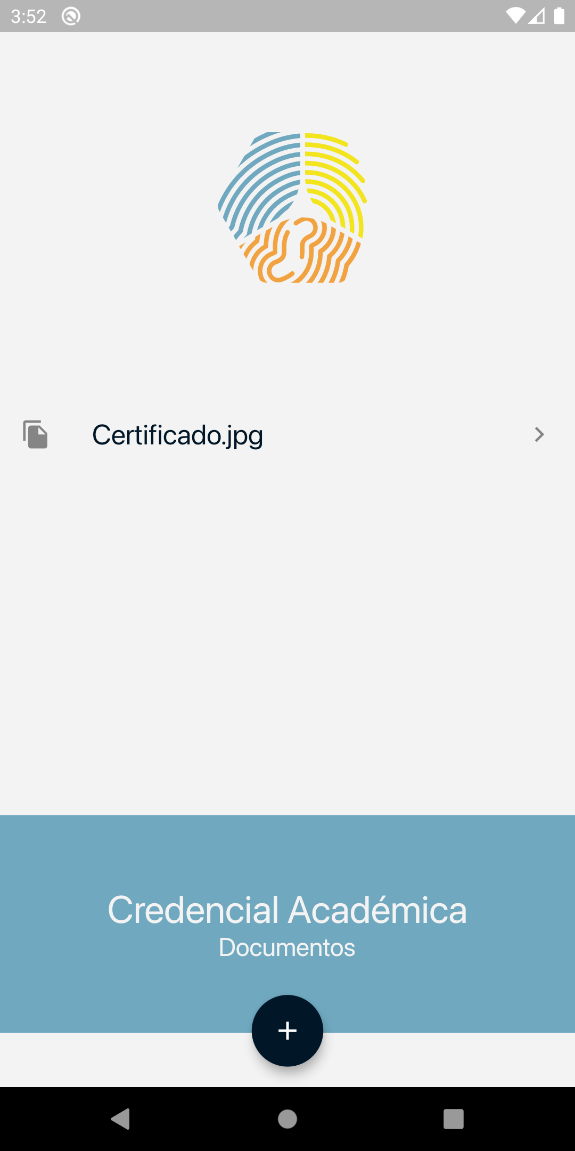 3:52
Certificado.jpg
Credencial Académica
Documentos